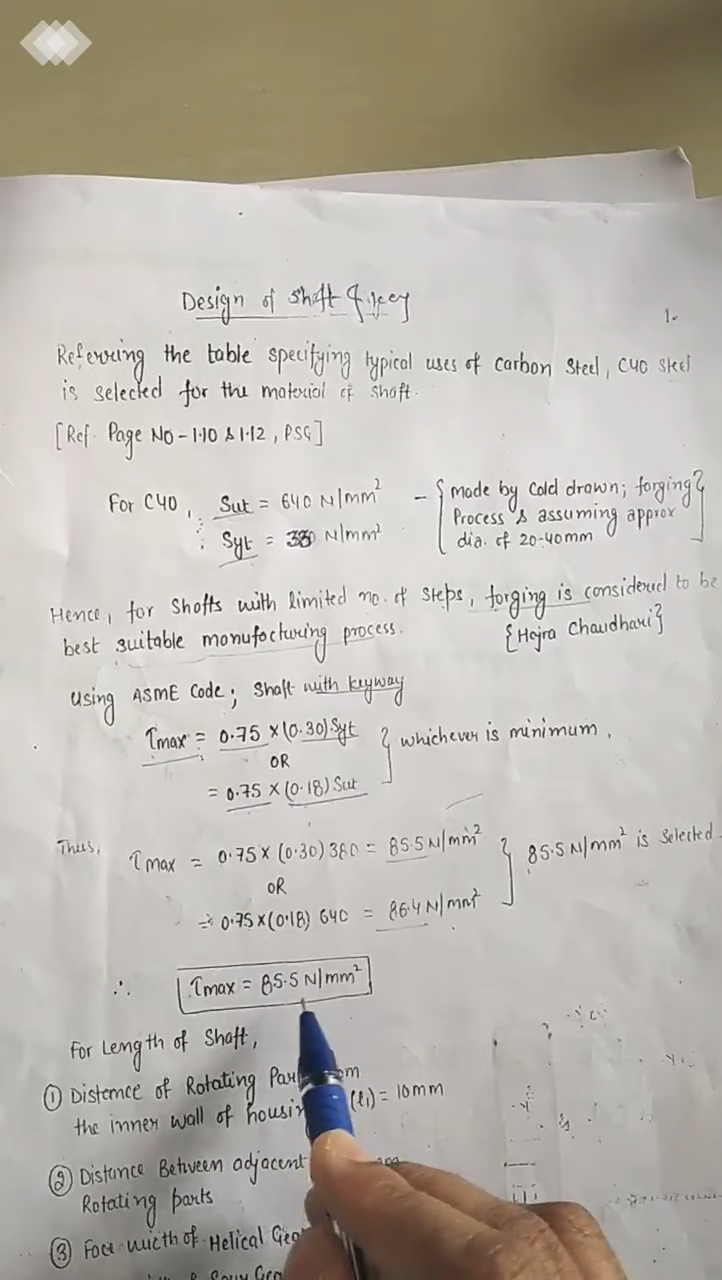 Design of Shaft & key
1.
Referring the table specifying typical uses of carbon steel, C40 steel
is selected for the material of shaft.
[Ref. Page No - 1.10 & 1.12, PSG]
For C40, Sut = 640 N/mm²
Syt = 380 N/mm²
- { Made by cold drawn; forging }
Process & assuming approx
dia. of 20-40mm
Hence, for shafts with limited no. of steps, forging is considered to be
best suitable manufacturing process. {Hajra Chaudhari}
Using ASME Code; Shaft with keyway
τmax = 0.75 × (0.30) Syt
OR
= 0.75 × (0.18) Sut
} whichever is minimum.
Thus, τmax = 0.75 × (0.30) 380 = 85.5 N/mm²
OR
⇒ 0.75 × (0.18) 640 = 86.4 N/mm²
} 85.5 N/mm² is selected.
∴ τmax = 85.5 N/mm²
For Length of Shaft,
① Distance of Rotating
the inner wall of (l1) = 10mm
② Distance Between adjacent
Rotating parts
③ Face width of Helical